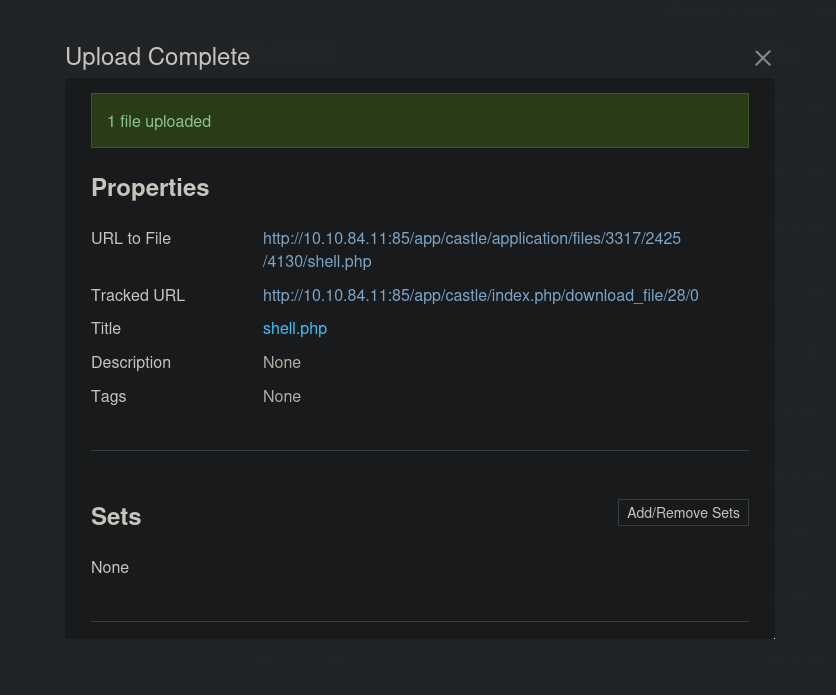 Upload Complete
1 file uploaded
Properties
URL to File
http://10.10.84.11:85/app/castle/application/files/3317/2425
/4130/shell.php
Tracked URL
http://10.10.84.11:85/app/castle/index.php/download_file/28/0
Title
shell.php
Description
None
Tags
None
Sets
Add/Remove Sets
None